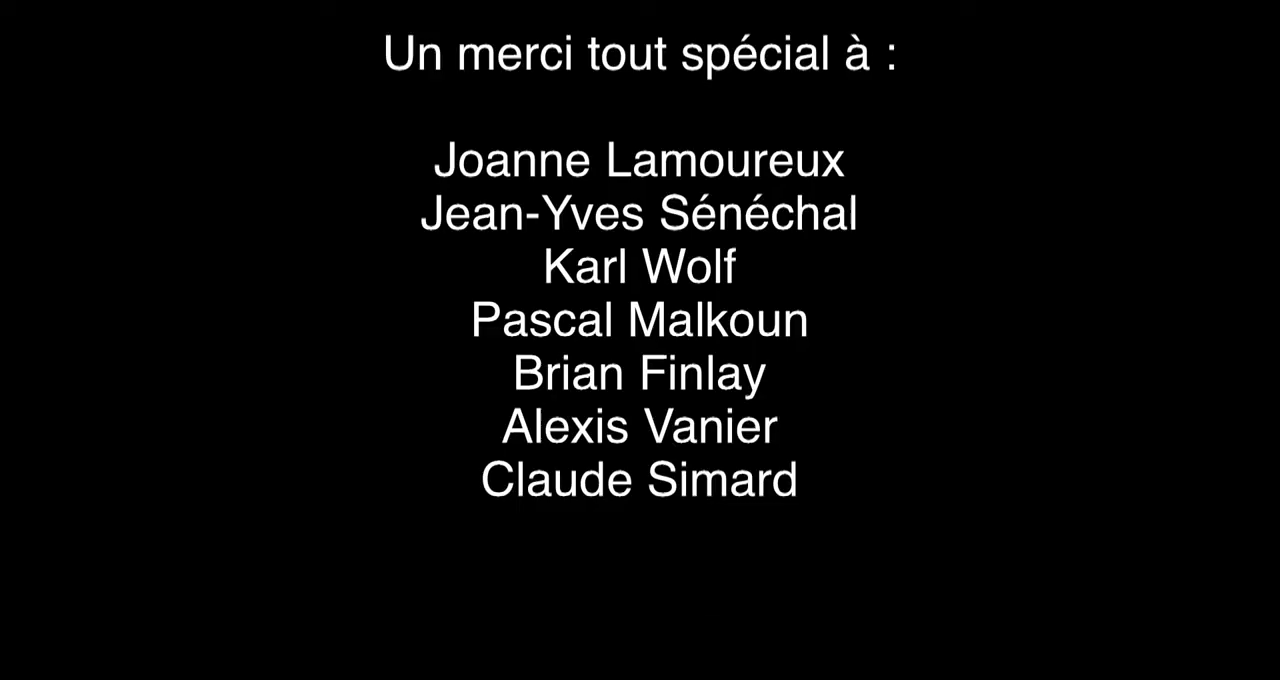 Un merci tout spécial à :
Joanne Lamoureux
Jean-Yves Sénéchal
Karl Wolf
Pascal Malkoun
Brian Finlay
Alexis Vanier
Claude Simard